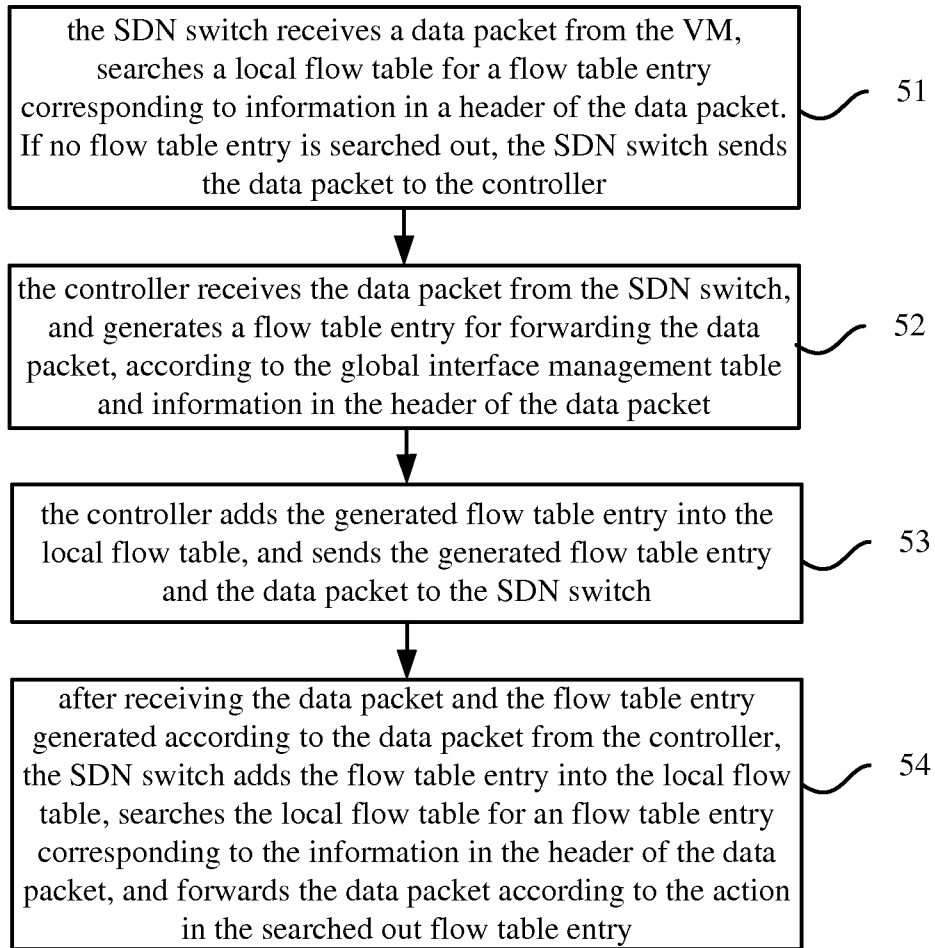 the SDN switch receives a data packet from the VM,
searches a local flow table for a flow table entry
corresponding to information in a header of the data packet.
If no flow table entry is searched out, the SDN switch sends
the data packet to the controller
51
the controller receives the data packet from the SDN switch,
and generates a flow table entry for forwarding the data
packet, according to the global interface management table
and information in the header of the data packet
52
the controller adds the generated flow table entry into the
local flow table, and sends the generated flow table entry
and the data packet to the SDN switch
53
after receiving the data packet and the flow table entry
generated according to the data packet from the controller,
the SDN switch adds the flow table entry into the local flow
table, searches the local flow table for an flow table entry
corresponding to the information in the header of the data
packet, and forwards the data packet according to the action
in the searched out flow table entry
54